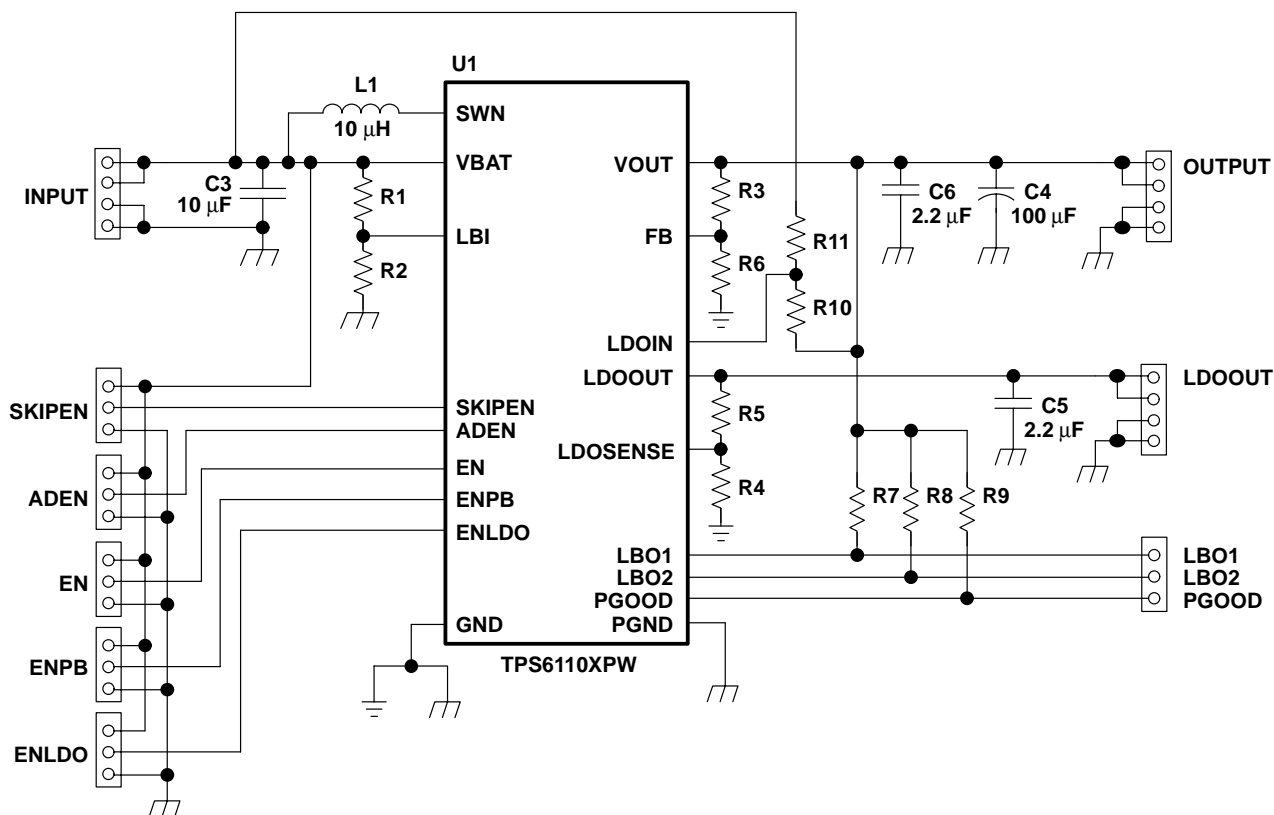 U1
L1
10 µH
SWN
VBAT
VOUT
OUTPUT
INPUT
C3
10 µF
R1
R3
C6
2.2 µF
C4
100 µF
LBI
FB
R11
R2
R6
R10
LDOIN
LDOOUT
LDOOUT
SKIPEN
SKIPEN
ADEN
R5
C5
2.2 µF
LDOSENSE
EN
ADEN
ENPB
R4
R7
R8
R9
ENLDO
LBO1
LBO1
EN
LBO2
LBO2
PGOOD
PGOOD
GND
PGND
ENPB
TPS6110XPW
ENLDO